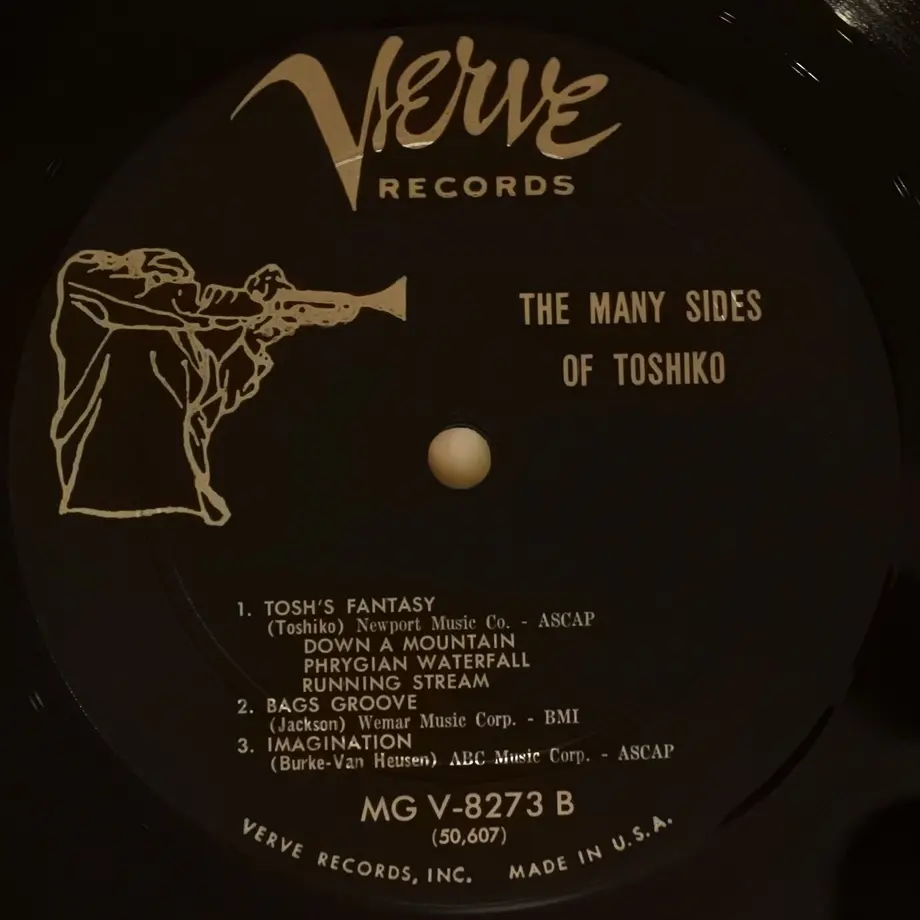 Verve
RECORDS
THE MANY SIDES
OF TOSHIKO
1. TOSH'S FANTASY
(Toshiko) Newport Music Co. - ASCAP
DOWN A MOUNTAIN
PHRYGIAN WATERFALL
RUNNING STREAM
2. BAGS GROOVE
(Jackson) Wemar Music Corp. - BMI
3. IMAGINATION
(Burke-Van Heusen) ABC Music Corp. - ASCAP
MG V-8273 B
(50,607)
VERVE RECORDS, INC. MADE IN U.S.A.